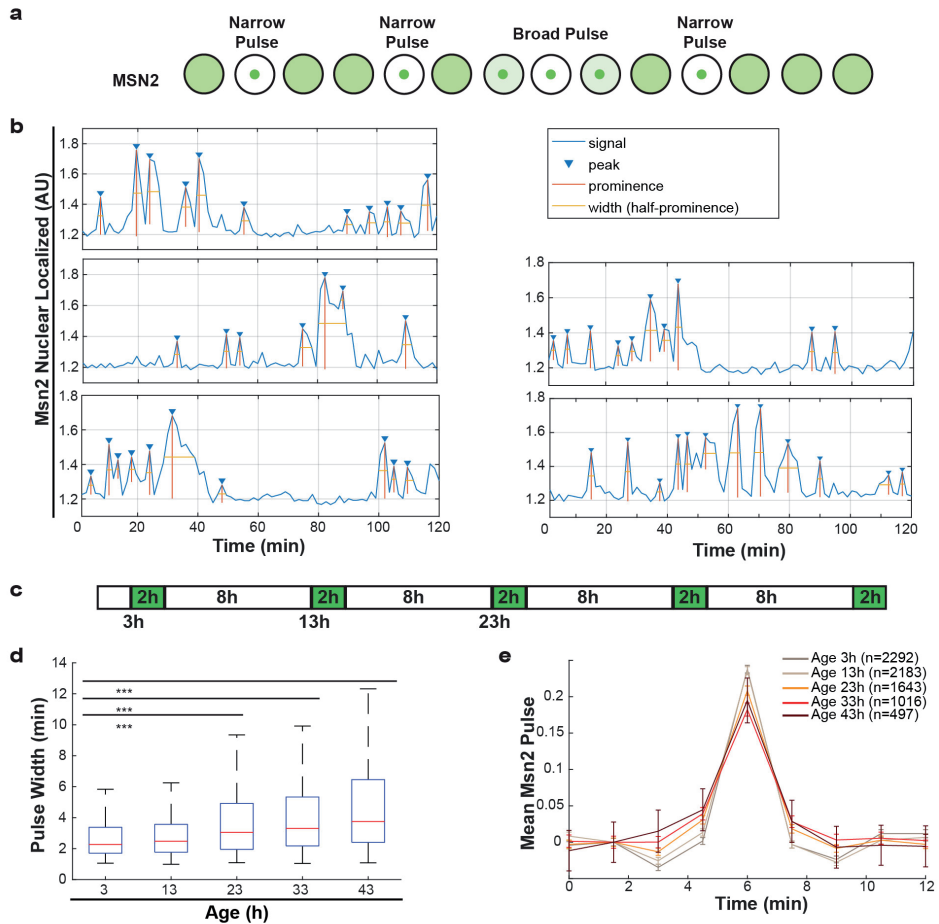 a
Narrow Pulse
Narrow Pulse
Broad Pulse
Narrow Pulse
MSN2
b
Msn2 Nuclear Localized (AU)
1.8
1.6
1.4
1.2
1.8
1.6
1.4
1.2
1.8
1.6
1.4
1.2
0 20 40 60 80 100 120
Time (min)
signal
peak
prominence
width (half-prominence)
1.8
1.6
1.4
1.2
1.8
1.6
1.4
1.2
0 20 40 60 80 100 120
Time (min)
c
2h 8h 2h 8h 2h 8h 2h 8h 2h
3h 13h 23h
d
Pulse Width (min)
14
12
10
8
6
4
2
0
***
***
***
3 13 23 33 43
Age (h)
e
Mean Msn2 Pulse
0.2
0.15
0.1
0.05
0
Age 3h (n=2292)
Age 13h (n=2183)
Age 23h (n=1643)
Age 33h (n=1016)
Age 43h (n=497)
0 2 4 6 8 10 12
Time (min)